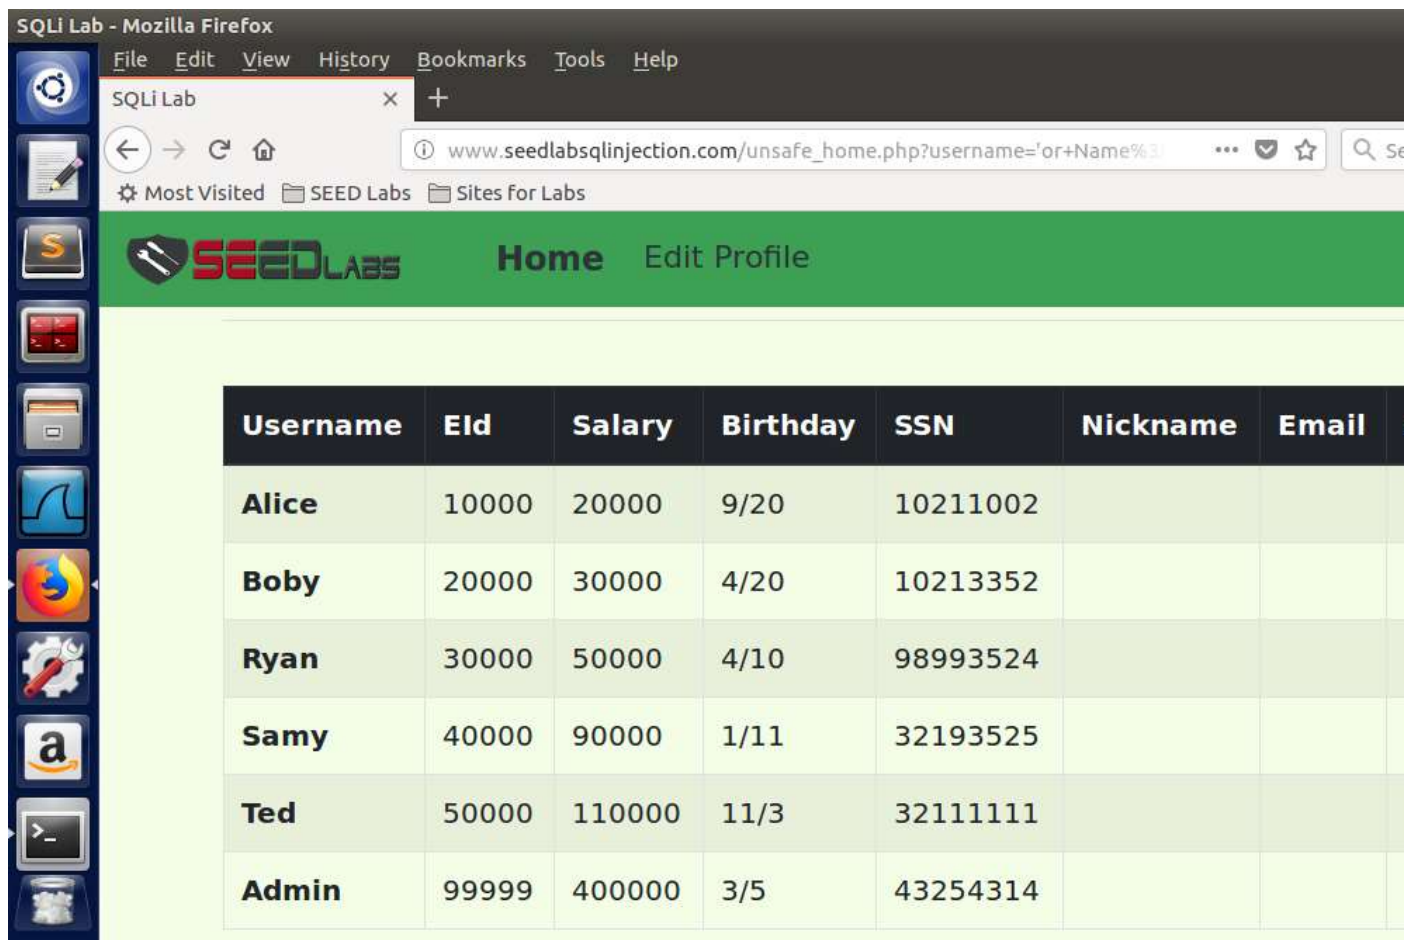 SQLi Lab - Mozilla Firefox
File Edit View History Bookmarks Tools Help
SQLi Lab
www.seedlabsqlinjection.com/unsafe_home.php?username='or+Name%
Most Visited SEED Labs Sites for Labs
SEEDLABS Home Edit Profile
Username EId Salary Birthday SSN Nickname Email
Alice 10000 20000 9/20 10211002
Boby 20000 30000 4/20 10213352
Ryan 30000 50000 4/10 98993524
Samy 40000 90000 1/11 32193525
Ted 50000 110000 11/3 32111111
Admin 99999 400000 3/5 43254314